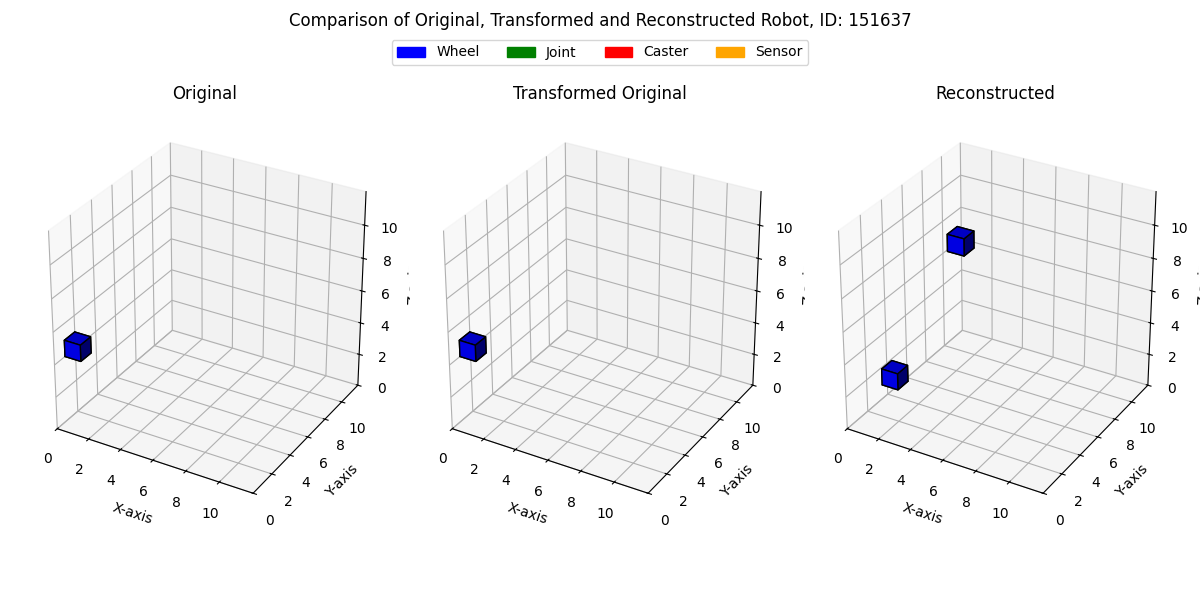 Comparison of Original, Transformed and Reconstructed Robot, ID: 151637
Wheel Joint Caster Sensor
Original
Transformed Original
Reconstructed
10
8
6
4
2
0
0 2 4 6 8 10
X-axis
0 2 4 6 8 10
Y-axis
10
8
6
4
2
0
0 2 4 6 8 10
X-axis
0 2 4 6 8 10
Y-axis
10
8
6
4
2
0
0 2 4 6 8 10
X-axis
0 2 4 6 8 10
Y-axis